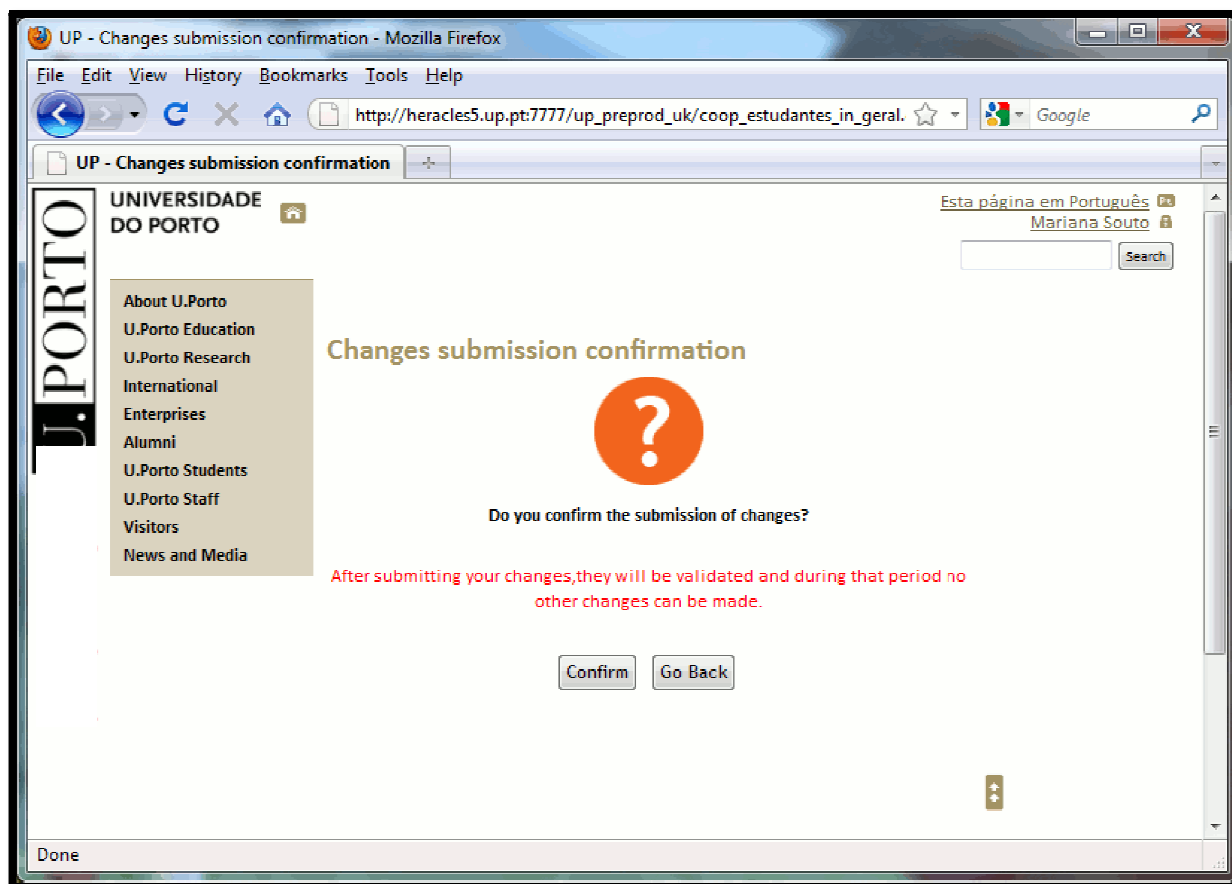 UP - Changes submission confirmation - Mozilla Firefox
File Edit View History Bookmarks Tools Help
http://heracles5.up.pt:7777/up_preprod_uk/coop_estudantes_in_geral.
Google
UP - Changes submission confirmation
U. PORTO
UNIVERSIDADE
DO PORTO
Esta página em Português Pt
Mariana Souto
Search
About U.Porto
U.Porto Education
U.Porto Research
International
Enterprises
Alumni
U.Porto Students
U.Porto Staff
Visitors
News and Media
Changes submission confirmation
?
Do you confirm the submission of changes?
After submitting your changes,they will be validated and during that period no
other changes can be made.
Confirm Go Back
Done